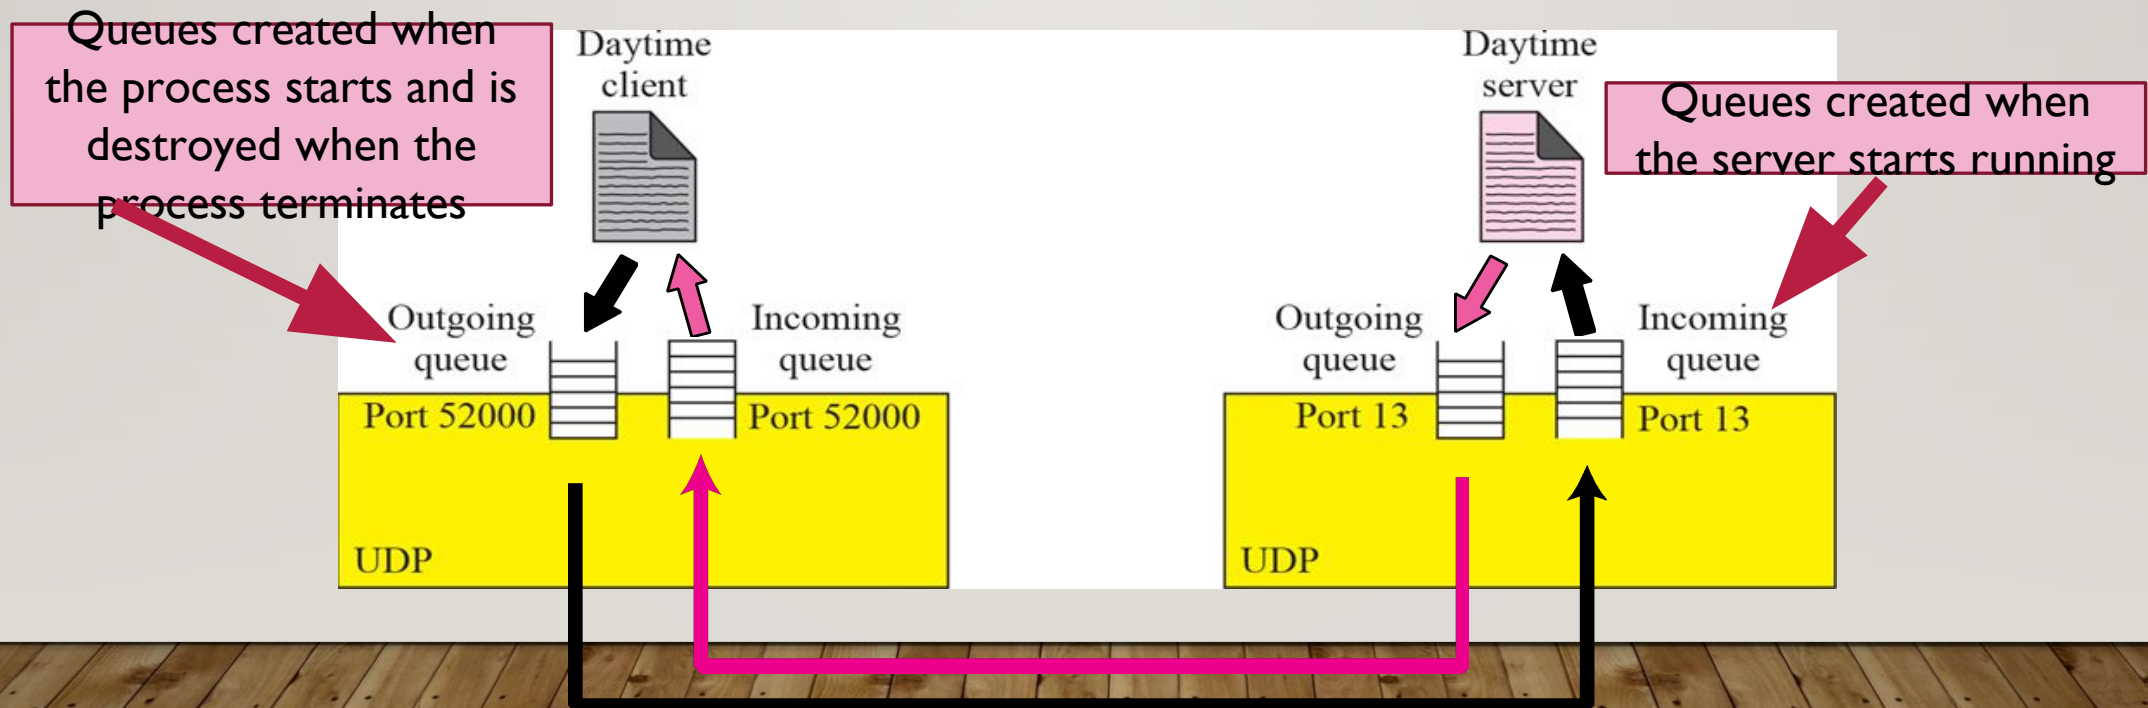 Queues created when
the process starts and is
destroyed when the
process terminates
Daytime
client
Daytime
server
Queues created when
the server starts running
Outgoing
queue
Incoming
queue
Outgoing
queue
Incoming
queue
Port 52000
Port 52000
Port 13
Port 13
UDP
UDP